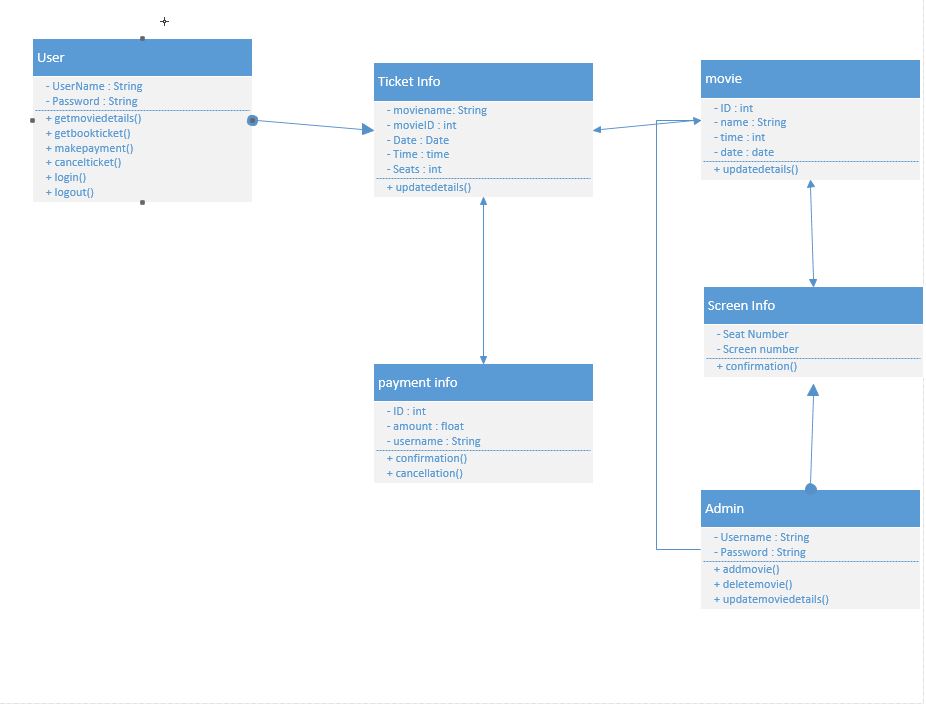 User
- UserName : String
- Password : String
+ getmoviedetails()
+ getbookticket()
+ makepayment()
+ cancelticket()
+ login()
+ logout()
Ticket Info
- moviename: String
- movieID : int
- Date : Date
- Time : time
- Seats : int
+ updatedetails()
movie
- ID : int
- name : String
- time : int
- date : date
+ updatedetails()
Screen Info
- Seat Number
- Screen number
+ confirmation()
payment info
- ID : int
- amount : float
- username : String
+ confirmation()
+ cancellation()
Admin
- Username : String
- Password : String
+ addmovie()
+ deletemovie()
+ updatemoviedetails()